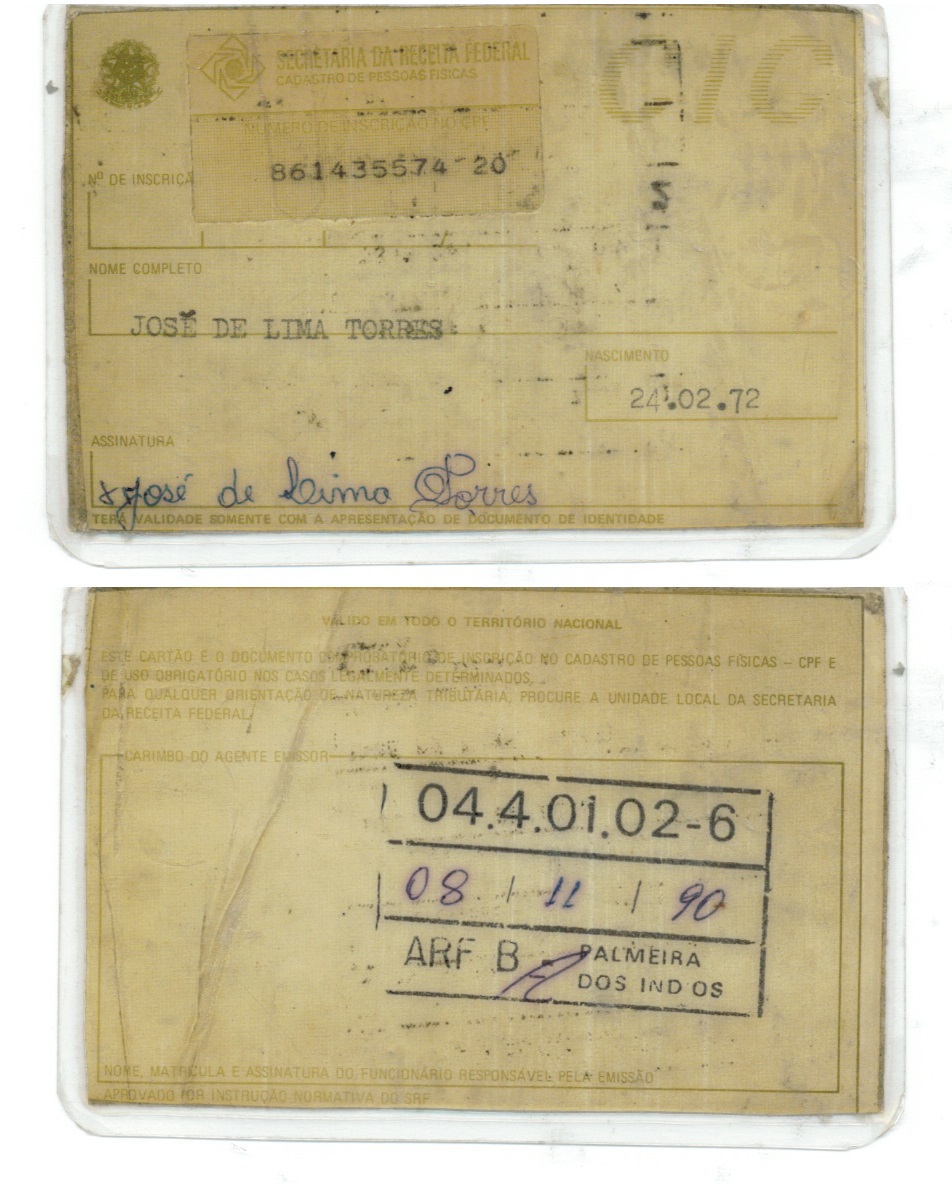 SECRETARIA DA RECEITA FEDERAL
CADASTRO DE PESSOAS FÍSICAS
CIC
NÚMERO DE INSCRIÇÃO NO CPF
861435574-20
Nº DE INSCRIÇÃ
NOME COMPLETO
JOSÉ DE LIMA TORRES
NASCIMENTO
24.02.72
ASSINATURA
José de Lima Torres
TERÁ VALIDADE SOMENTE COM A APRESENTAÇÃO DE DOCUMENTO DE IDENTIDADE
VÁLIDO EM TODO O TERRITÓRIO NACIONAL
ESTE CARTÃO É O DOCUMENTO COMPROBATÓRIO DE INSCRIÇÃO NO CADASTRO DE PESSOAS FÍSICAS – CPF E
DE USO OBRIGATÓRIO NOS CASOS LEGALMENTE DETERMINADOS.
PARA QUALQUER ORIENTAÇÃO DE NATUREZA TRIBUTÁRIA, PROCURE A UNIDADE LOCAL DA SECRETARIA
DA RECEITA FEDERAL
CARIMBO DO AGENTE EMISSOR
04.4.01.02-6
08 / 11 / 90
ARF B - PALMEIRA
DOS INDIOS
NOME, MATRÍCULA E ASSINATURA DO FUNCIONÁRIO RESPONSÁVEL PELA EMISSÃO
APROVADO POR INSTRUÇÃO NORMATIVA DO SRF